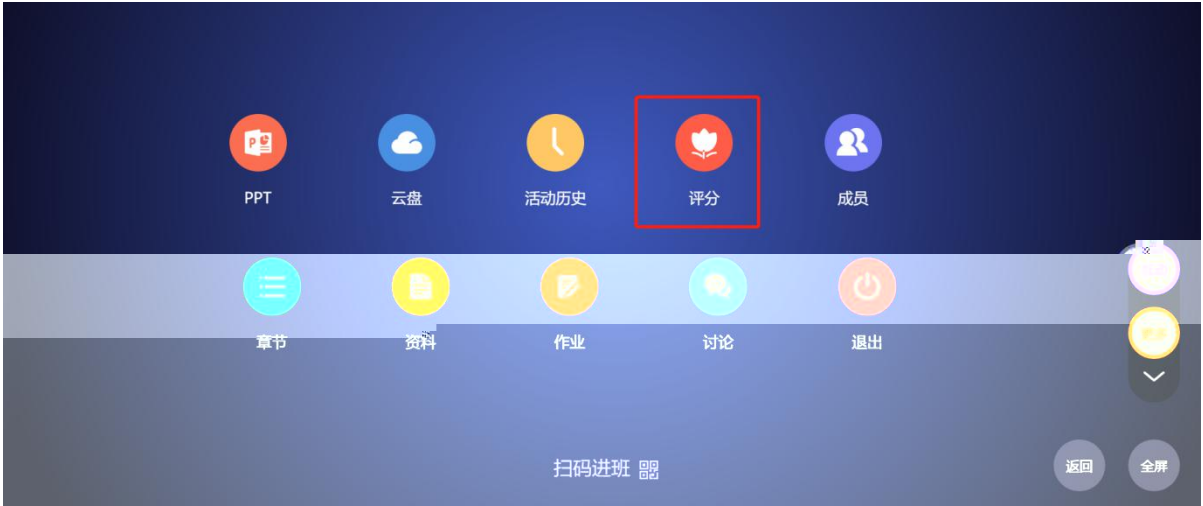 PPT
云盘
活动历史
评分
成员
章节
资料
作业
讨论
退出
扫码进班
返回
全屏